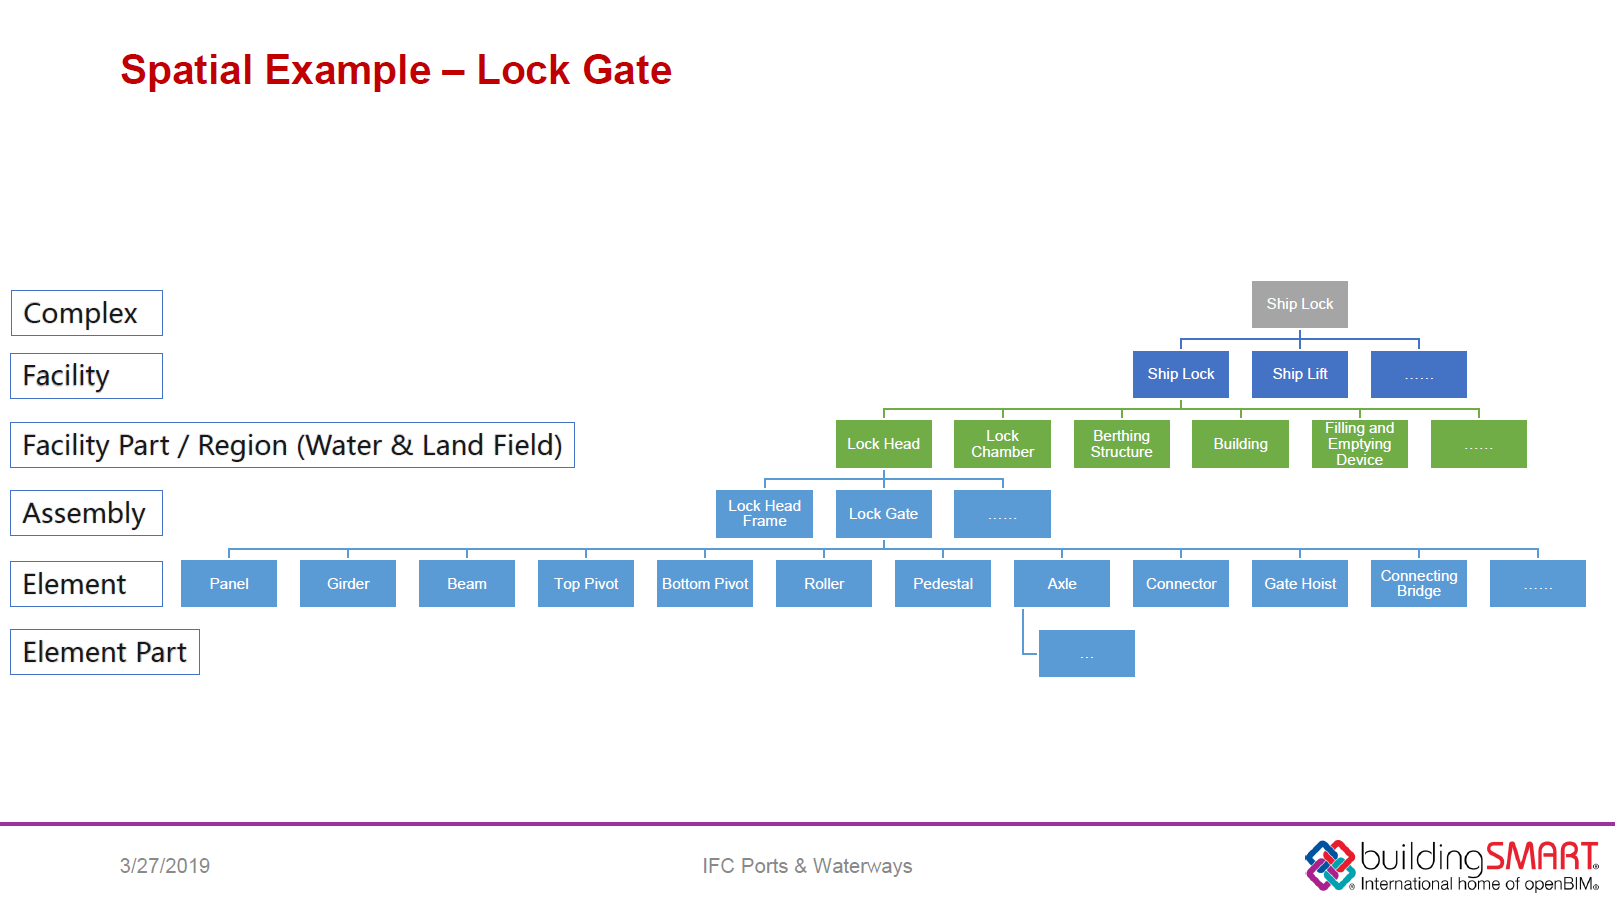 Spatial Example – Lock Gate
Complex
Ship Lock
Facility
Ship Lock
Ship Lift
......
Facility Part / Region (Water & Land Field)
Lock Head
Lock
Chamber
Berthing
Structure
Building
Filling and
Emptying
Device
......
Assembly
Lock Head
Frame
Lock Gate
......
Element
Panel
Girder
Beam
Top Pivot
Bottom Pivot
Roller
Pedestal
Axle
Connector
Gate Hoist
Connecting
Bridge
......
Element Part
...
3/27/2019
IFC Ports & Waterways
buildingSMART®
® International home of openBIM®